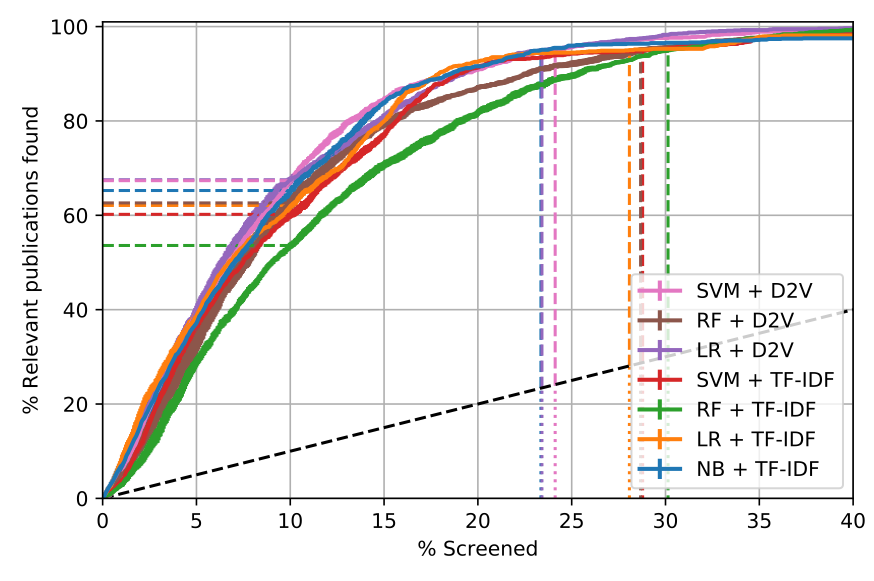 % Relevant publications found
100
80
60
40
20
0
SVM + D2V
RF + D2V
LR + D2V
SVM + TF-IDF
RF + TF-IDF
LR + TF-IDF
NB + TF-IDF
0 5 10 15 20 25 30 35 40
% Screened